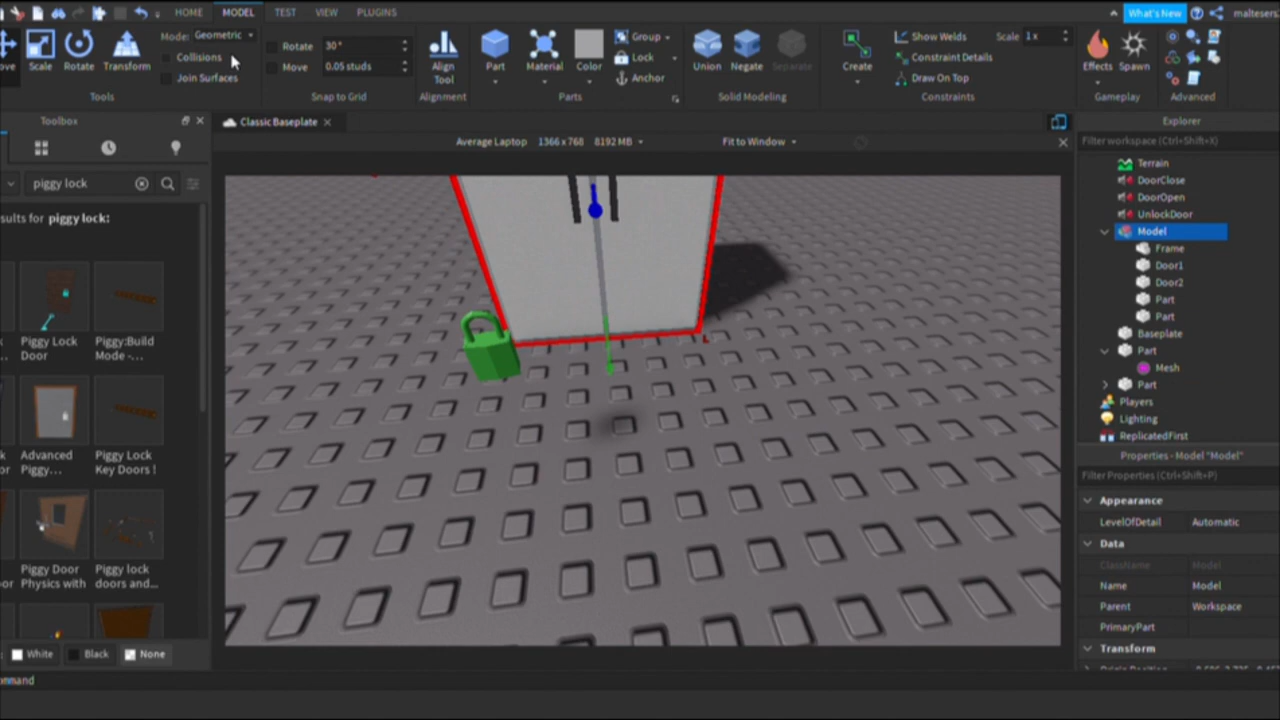 HOME MODEL TEST VIEW PLUGINS
What's New
maltesers
Mode: Geometric
Collisions
Join Surfaces
Scale Rotate Transform
Tools
Rotate 30°
Move 0.05 studs
Snap to Grid
Align Tool
Alignment
Part Material Color
Group
Lock
Anchor
Parts
Union Negate Separate
Solid Modeling
Create
Show Welds Scale 1x
Constraint Details
Draw On Top
Constraints
Effects Spawn
Gameplay
Advanced
Toolbox
piggy lock
sults for piggy lock:
Piggy Lock Door
Piggy:Build Mode -...
Advanced Piggy...
Piggy Lock Key Doors !
Piggy Door Physics with
Piggy lock doors and...
White Black None
ommand
Classic Baseplate
Average Laptop 1366 x 768 8192 MB
Fit to Window
Explorer
Filter workspace (Ctrl+Shift+X)
Terrain
DoorClose
DoorOpen
UnlockDoor
Model
Frame
Door1
Door2
Part
Part
Baseplate
Part
Mesh
Part
Players
Lighting
ReplicatedFirst
Properties - Model "Model"
Filter Properties (Ctrl+Shift+P)
Appearance
LevelOfDetail Automatic
Data
ClassName Model
Name Model
Parent Workspace
PrimaryPart
Transform